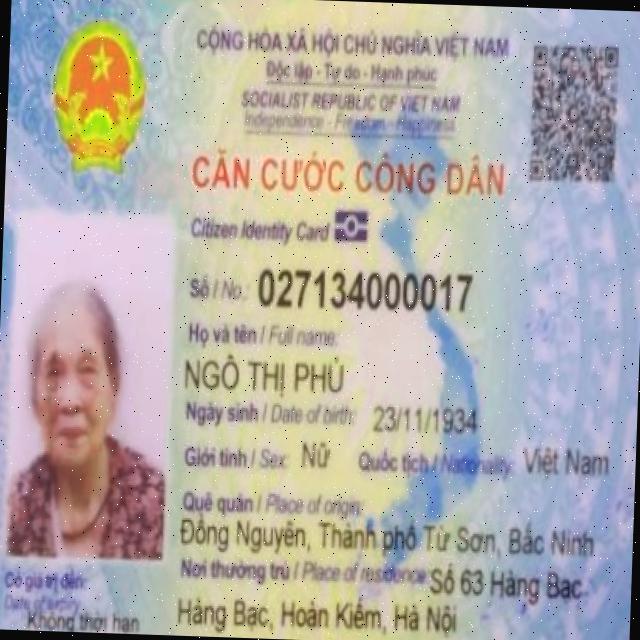 CỘNG HÒA XÃ HỘI CHỦ NGHĨA VIỆT NAM
Độc lập - Tự do - Hạnh phúc
SOCIALIST REPUBLIC OF VIET NAM
Independence - Freedom - Happiness
CĂN CƯỚC CÔNG DÂN
Citizen Identity Card
Số / No.: 027134000017
Họ và tên / Full name:
NGÔ THỊ PHÙ
Ngày sinh / Date of birth: 23/11/1934
Giới tính / Sex: Nữ Quốc tịch / Nationality: Việt Nam
Quê quán / Place of origin:
Đồng Nguyên, Thành phố Từ Sơn, Bắc Ninh
Nơi thường trú / Place of residence: Số 63 Hàng Bạc
Hàng Bạc, Hoàn Kiếm, Hà Nội
Có giá trị đến:
Date of expiry
Không thời hạn